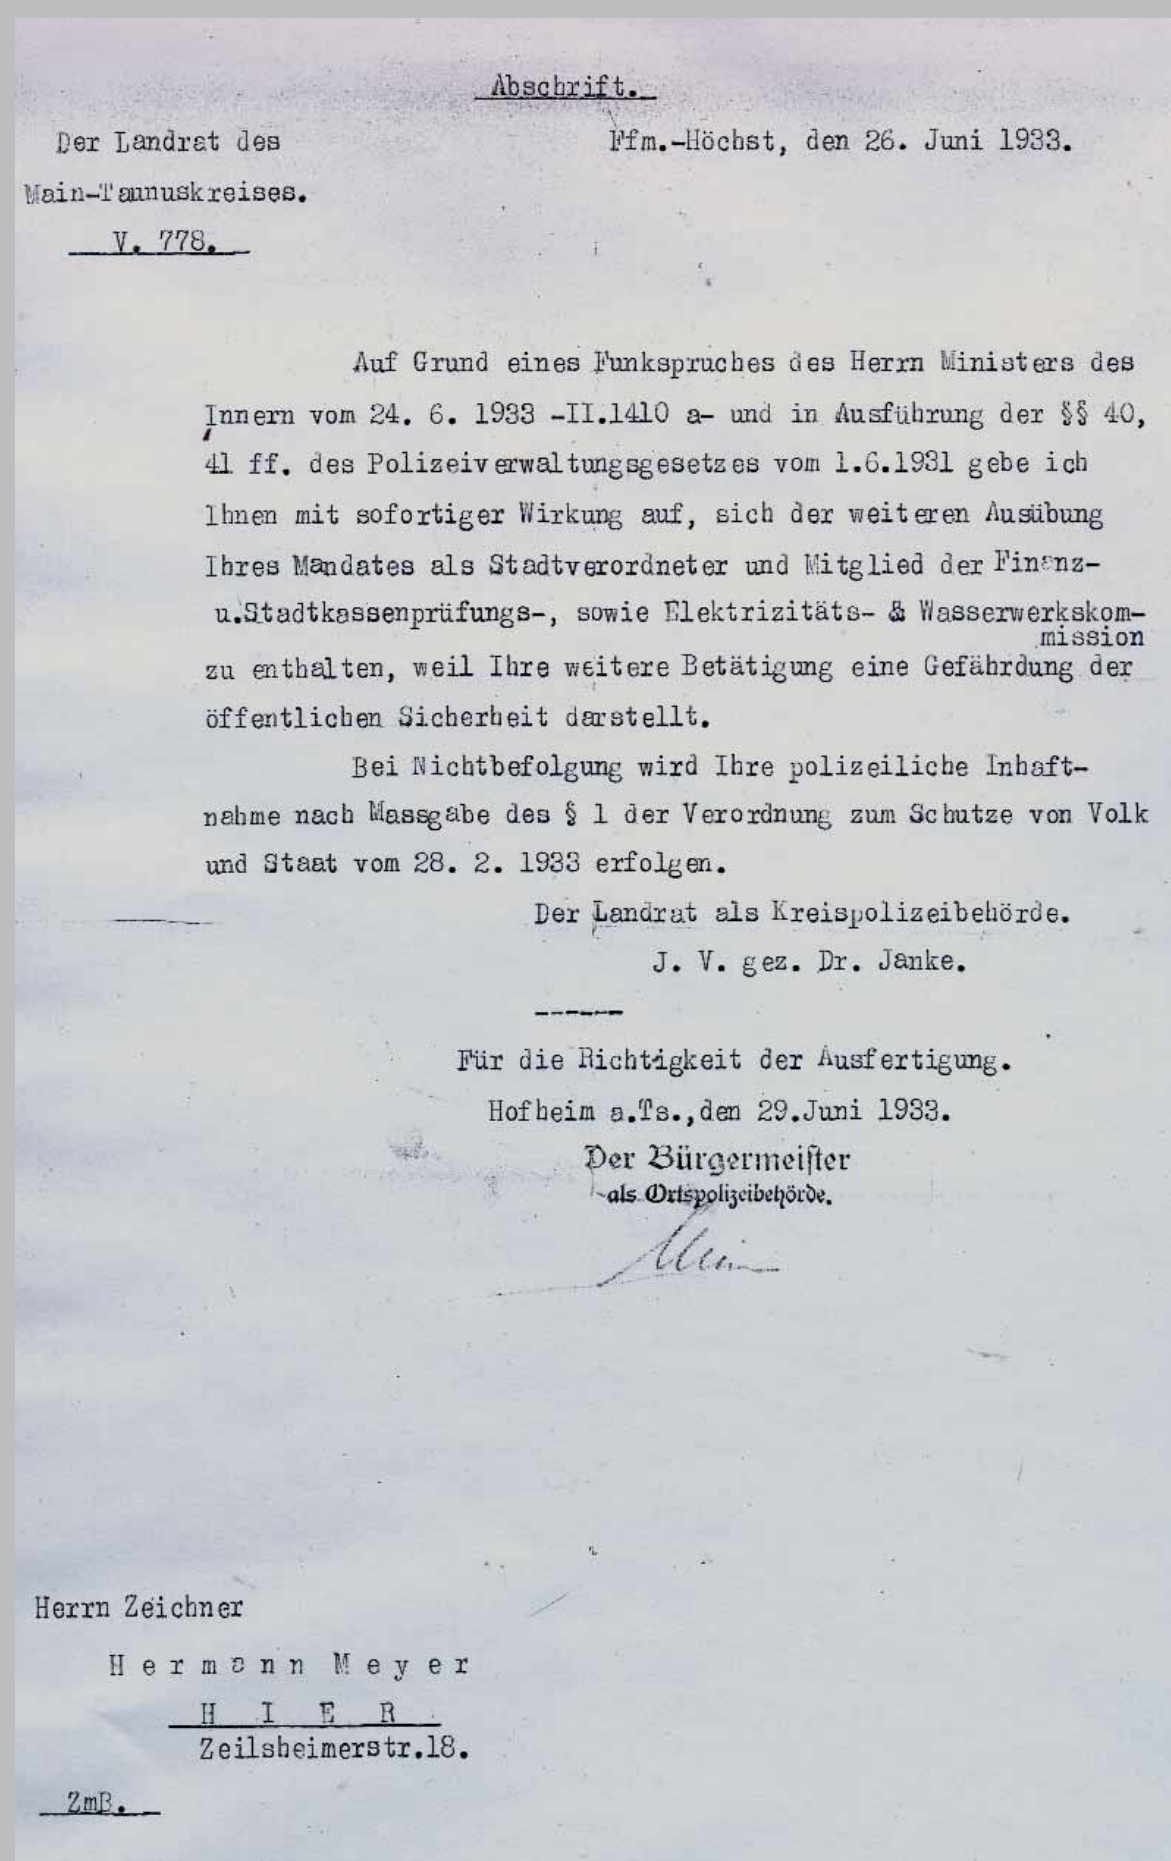 Abschrift.
Der Landrat des
Ffm.-Höchst, den 26. Juni 1933.
Main-Taunuskreises.
V. 778.
Auf Grund eines Funkspruches des Herrn Ministers des
Innern vom 24. 6. 1933 -II.1410 a- und in Ausführung der §§ 40,
41 ff. des Polizeiverwaltungsgesetzes vom 1.6.1931 gebe ich
Ihnen mit sofortiger Wirkung auf, sich der weiteren Ausübung
Ihres Mandates als Stadtverordneter und Mitglied der Finanz-
u.Stadtkassenprüfungs-, sowie Elektrizitäts- & Wasserwerkskom-
mission
zu enthalten, weil Ihre weitere Betätigung eine Gefährdung der
öffentlichen Sicherheit darstellt.
Bei Nichtbefolgung wird Ihre polizeiliche Inhaft-
nahme nach Massgabe des § 1 der Verordnung zum Schutze von Volk
und Staat vom 28. 2. 1933 erfolgen.
Der Landrat als Kreispolizeibehörde.
J. V. gez. Dr. Janke.
------
Für die Richtigkeit der Ausfertigung.
Hofheim a.Ts.,den 29.Juni 1933.
Der Bürgermeiſter
als Ortspolizeibehörde.
Herrn Zeichner
Hermann Meyer
HIER
Zeilsheimerstr.18.
ZmB.